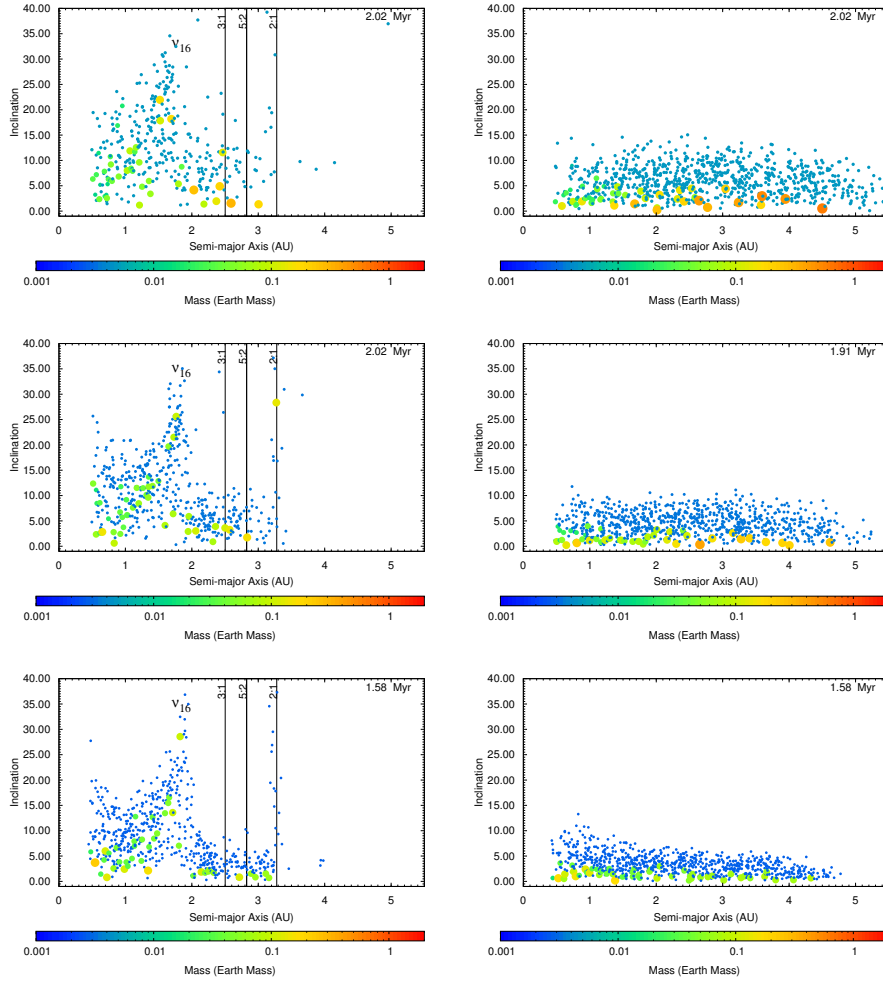 40.00 35.00 30.00 25.00 20.00 15.00 10.00 5.00 0.00
Inclination
2.02 Myr
ν16
3:1 5:2 2:1
0 1 2 3 4 5
Semi-major Axis (AU)
0.001 0.01 0.1 1
Mass (Earth Mass)
40.00 35.00 30.00 25.00 20.00 15.00 10.00 5.00 0.00
Inclination
2.02 Myr
0 1 2 3 4 5
Semi-major Axis (AU)
0.001 0.01 0.1 1
Mass (Earth Mass)
40.00 35.00 30.00 25.00 20.00 15.00 10.00 5.00 0.00
Inclination
2.02 Myr
ν16
3:1 5:2 2:1
0 1 2 3 4 5
Semi-major Axis (AU)
0.001 0.01 0.1 1
Mass (Earth Mass)
40.00 35.00 30.00 25.00 20.00 15.00 10.00 5.00 0.00
Inclination
1.91 Myr
0 1 2 3 4 5
Semi-major Axis (AU)
0.001 0.01 0.1 1
Mass (Earth Mass)
40.00 35.00 30.00 25.00 20.00 15.00 10.00 5.00 0.00
Inclination
1.58 Myr
ν16
3:1 5:2 2:1
0 1 2 3 4 5
Semi-major Axis (AU)
0.001 0.01 0.1 1
Mass (Earth Mass)
40.00 35.00 30.00 25.00 20.00 15.00 10.00 5.00 0.00
Inclination
1.58 Myr
0 1 2 3 4 5
Semi-major Axis (AU)
0.001 0.01 0.1 1
Mass (Earth Mass)